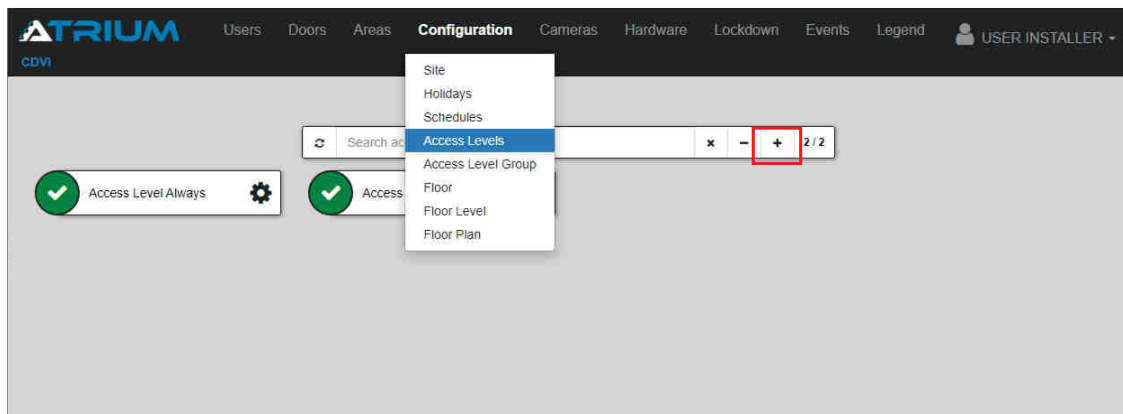 ATRIUM Users Doors Areas Configuration Cameras Hardware Lockdown Events Legend USER INSTALLER
CDVI
Site
Holidays
Schedules
Search ac Access Levels × − + 2 / 2
Access Level Group
Access Level Always Access Floor
Floor Level
Floor Plan